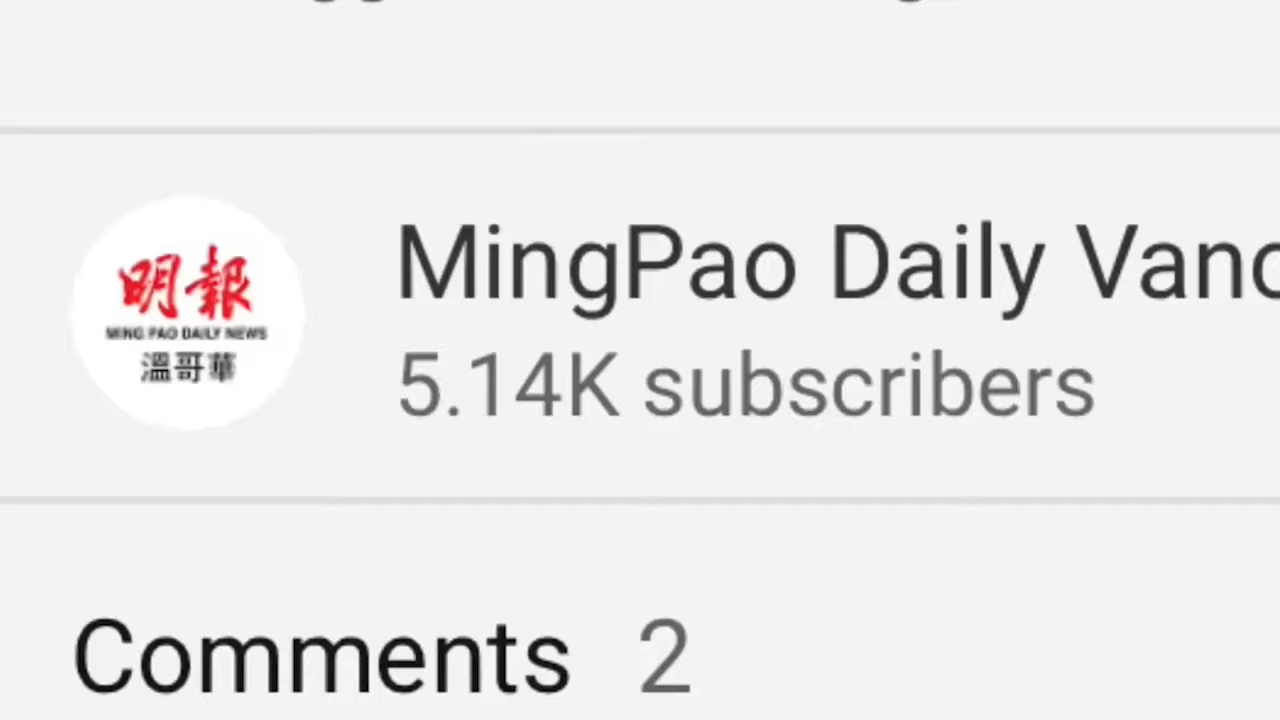 明報
MING PAO DAILY NEWS
溫哥華
MingPao Daily Vanc
5.14K subscribers
Comments 2